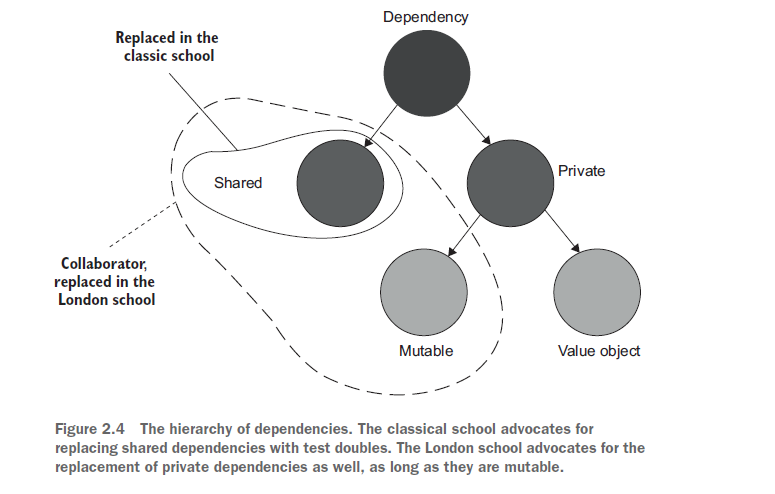 Dependency
Replaced in the
classic school
Private
Shared
Collaborator,
replaced in the
London school
Mutable
Value object
Figure 2.4 The hierarchy of dependencies. The classical school advocates for
replacing shared dependencies with test doubles. The London school advocates for the
replacement of private dependencies as well, as long as they are mutable.